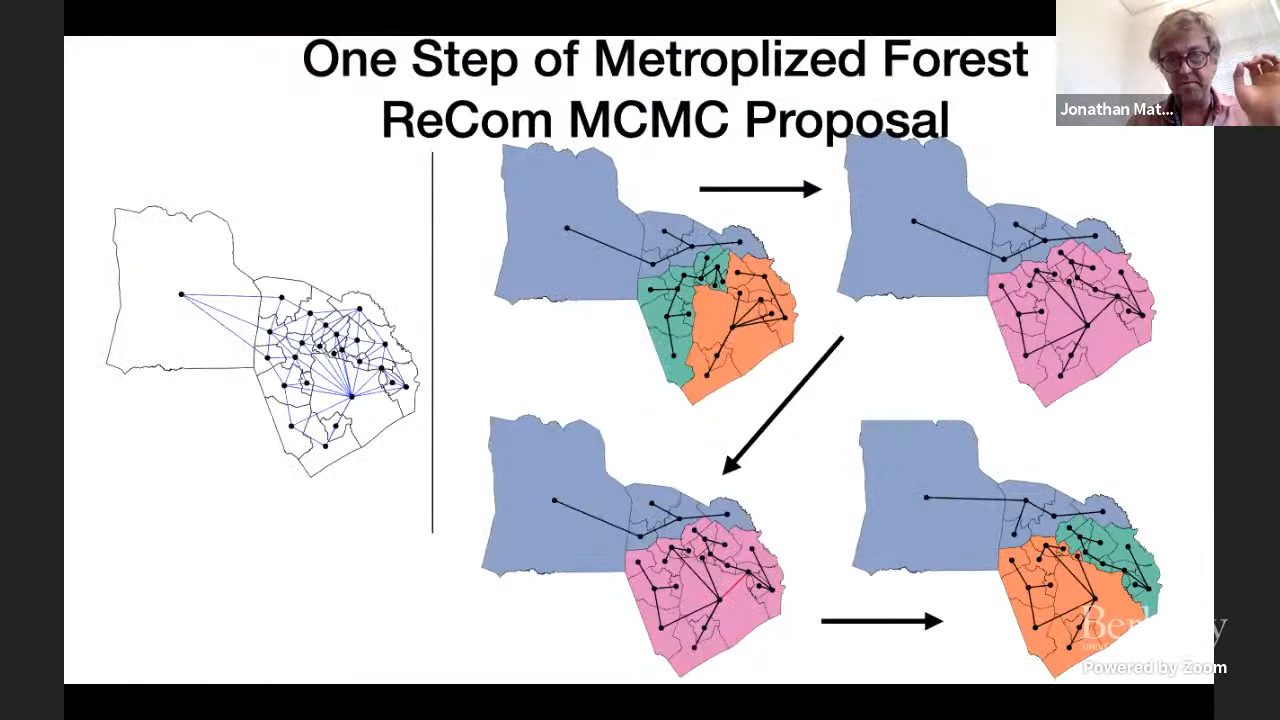 One Step of Metroplized Forest
ReCom MCMC Proposal
Jonathan Mat...
Powered by Zoom